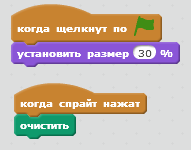 когда щелкнут по
установить размер 30 %
когда спрайт нажат
очистить